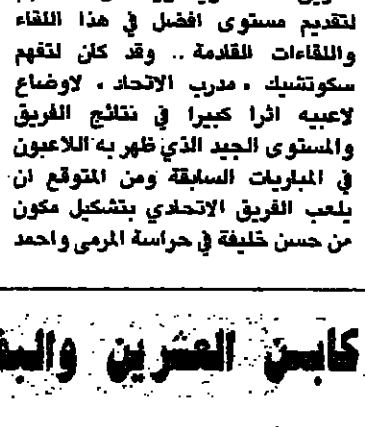 لتقديم مستوى افضل في هذا اللقاء
واللقاءات القادمة .. وقد كان لتفهم
سكوتشيك ، مدرب الاتحاد ، لاوضاع
لاعبيه اثرا كبيرا في نتائج الفريق
والمستوى الجيد الذي ظهر به اللاعبون
في المباريات السابقة ومن المتوقع ان
يلعب الفريق الاتحادي بتشكيل مكون
من حسن خليفة في حراسة المرمى واحمد
كابسن العشرين